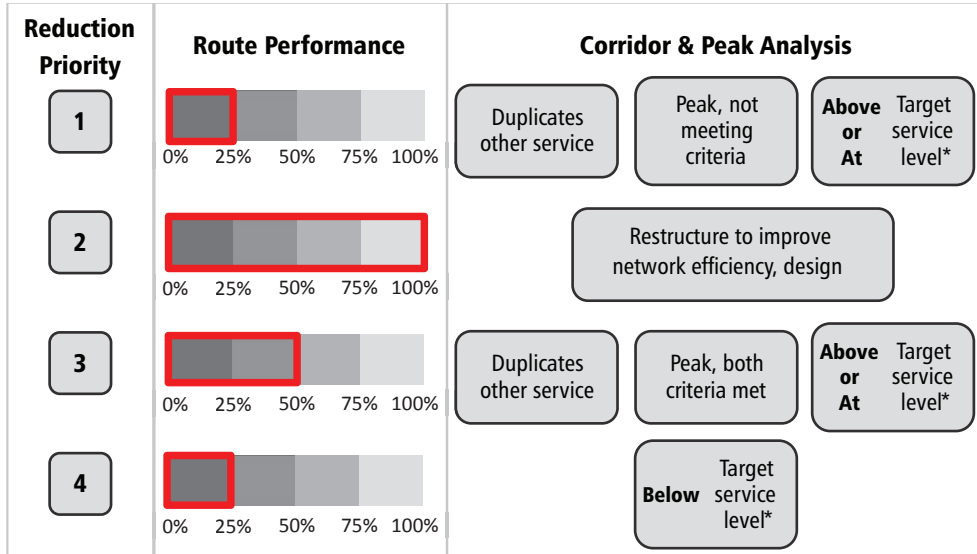 Reduction
Priority
Route Performance
Corridor & Peak Analysis
1
0% 25% 50% 75% 100%
Duplicates
other service
Peak, not
meeting
criteria
Above
or
At
Target
service
level*
2
0% 25% 50% 75% 100%
Restructure to improve
network efficiency, design
3
0% 25% 50% 75% 100%
Duplicates
other service
Peak, both
criteria met
Above
or
At
Target
service
level*
4
0% 25% 50% 75% 100%
Below
Target
service
level*